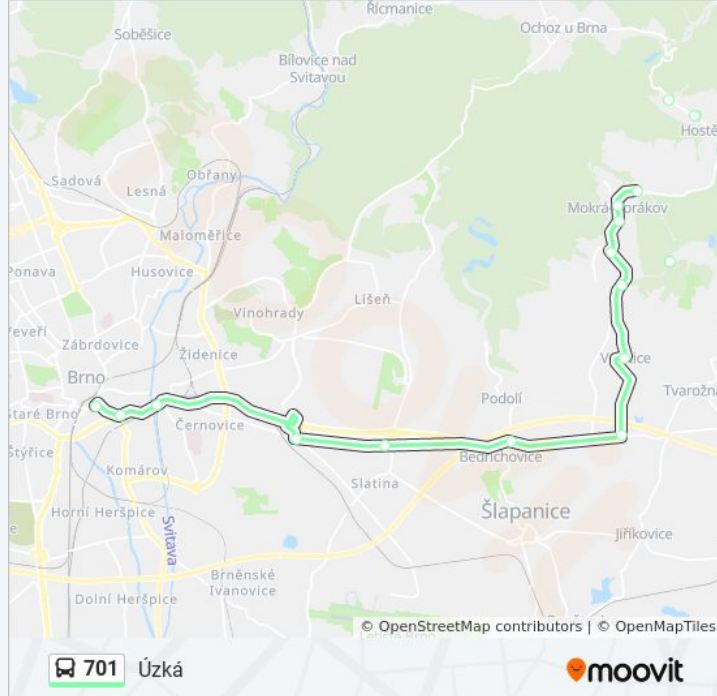 Řícmanice
Soběšice
Ochoz u Brna
Bílovice nad
Svitavou
Hostě
Obřany
Sadová
Lesná
Mokrá-Horákov
Maloměřice
Ponava
Husovice
Líšeň
Vinohrady
Veveří
Zábrdovice
Židenice
Brno
Podolí
Tvarožná
Staré Brno
Černovice
Štýřice
Bedřichovice
Komárov
Slatina
Šlapanice
Horní Heršpice
Svitava
Jiříkovice
Brněnské
Ivanovice
Dolní Heršpice
© OpenStreetMap contributors | © OpenMapTiles
701 Úzká
moovit